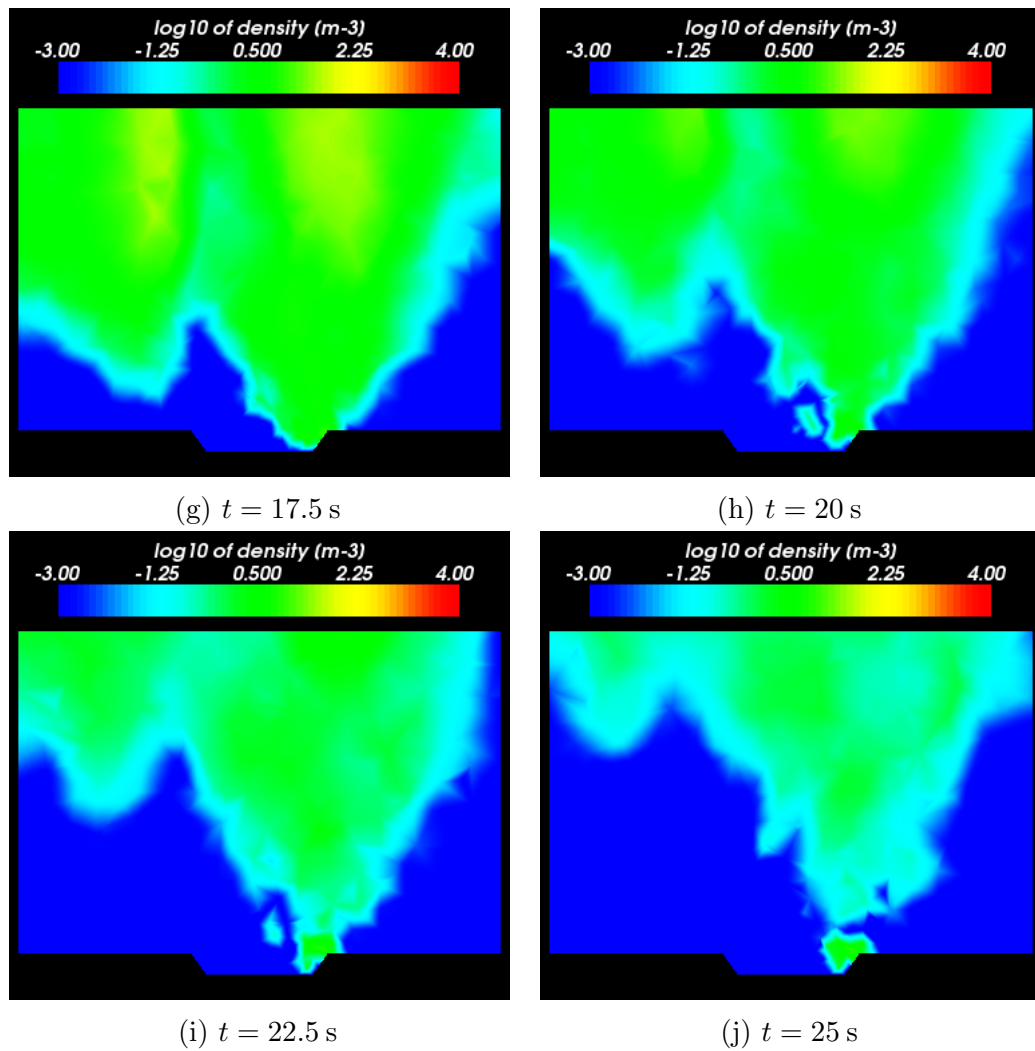 log10 of density (m-3)
-3.00 -1.25 0.500 2.25 4.00
log10 of density (m-3)
-3.00 -1.25 0.500 2.25 4.00
(g) t = 17.5 s
(h) t = 20 s
log10 of density (m-3)
-3.00 -1.25 0.500 2.25 4.00
log10 of density (m-3)
-3.00 -1.25 0.500 2.25 4.00
(i) t = 22.5 s
(j) t = 25 s